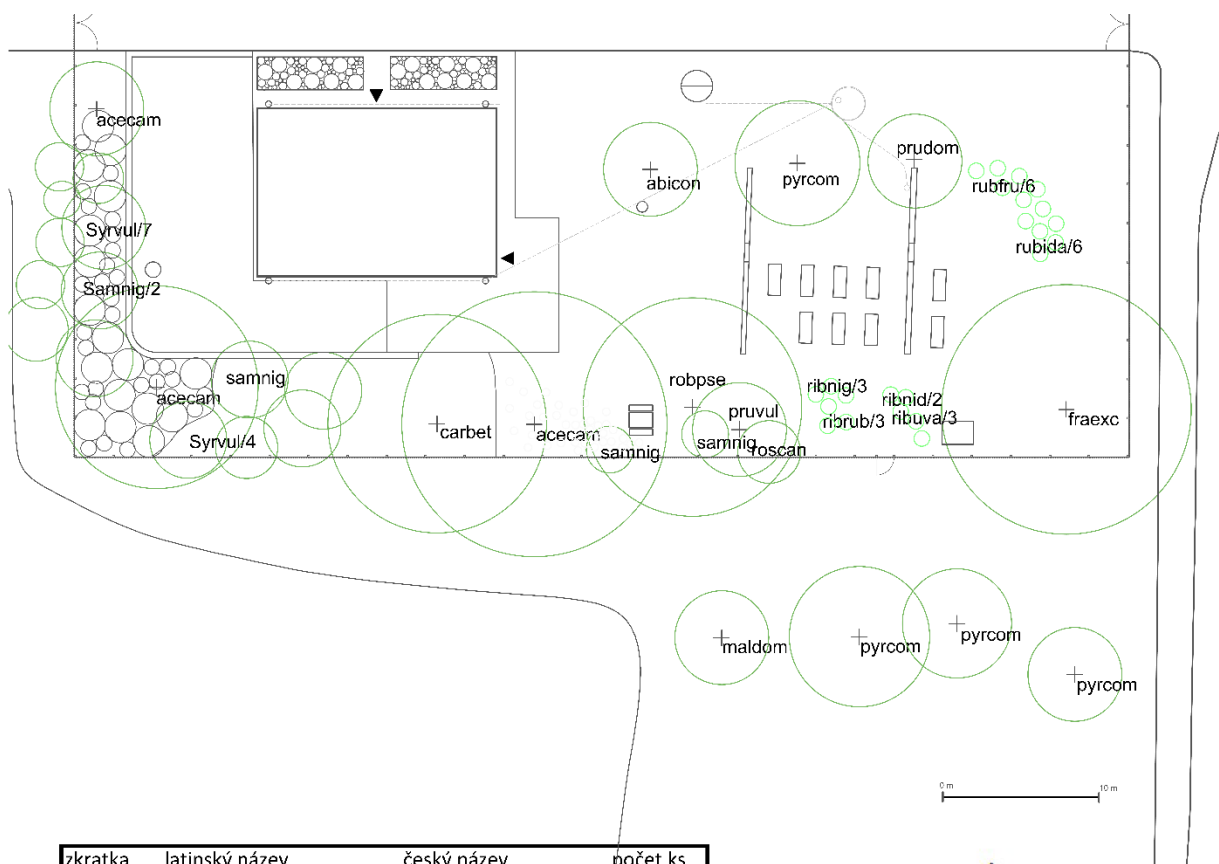 acecam
abicon
pyrcom
prudom
rubfru/6
Syrvul/7
rubida/6
Samnig/2
samnig
acecam
robpse
ribnig/3
ribnid/2
pruvul
ribrub/3
ribuva/3
fraexc
Syrvul/4
carbet
acecam
samnig
samnig
roscan
maldom
pyrcom
pyrcom
pyrcom
0 m
10 m
zkratka latinský název český název počet ks